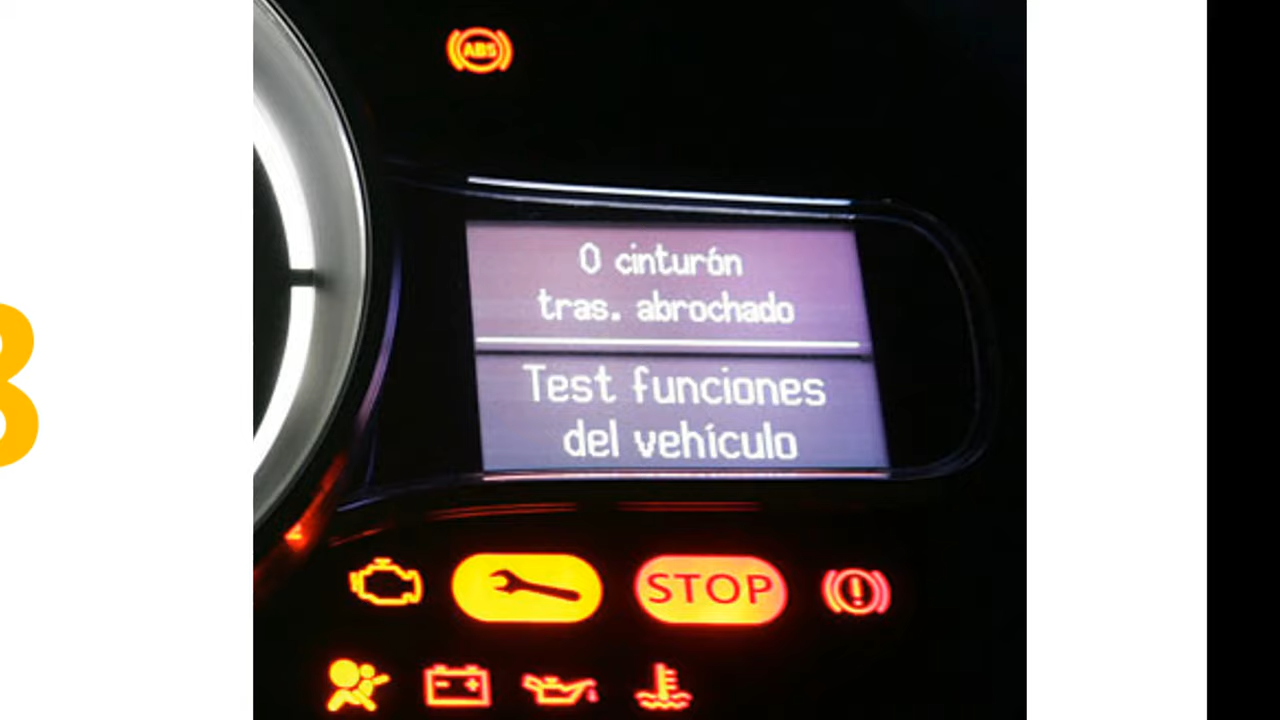 ABS
0 cinturón
tras. abrochado
Test funciones
del vehículo
STOP